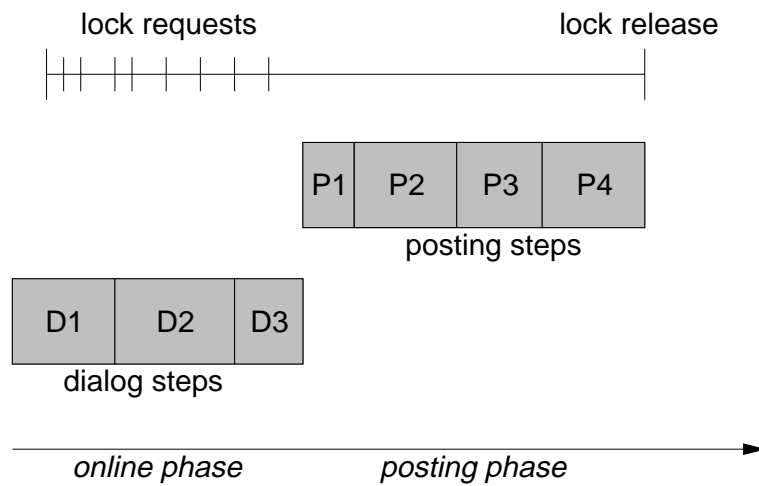 lock requests
lock release
P1 P2 P3 P4
posting steps
D1 D2 D3
dialog steps
online phase
posting phase